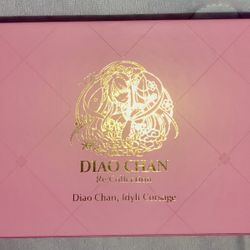 DIAO CHAN
Re:Collection
Diao Chan, Idyll Corsage